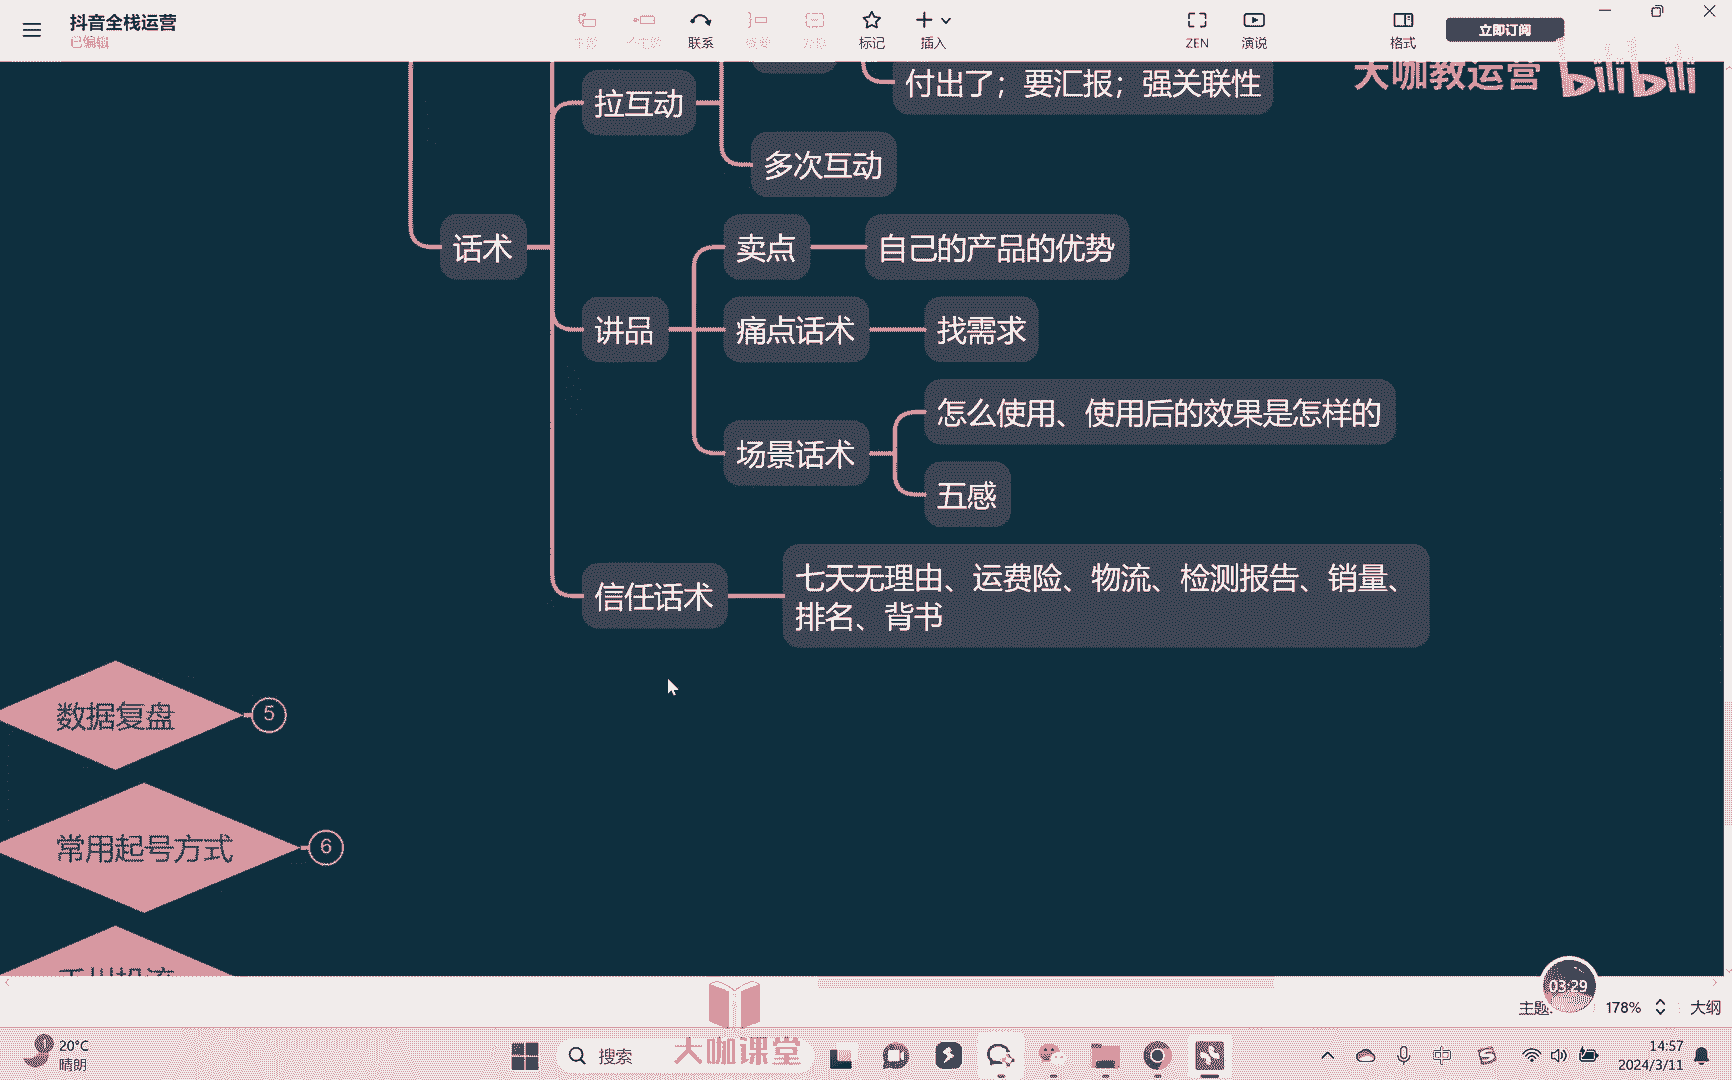 抖音全栈运营
已编辑
联系
标记
插入
ZEN
演说
格式
立即订阅
大咖教运营 bilibili
付出了；要汇报；强关联性
拉互动
多次互动
话术
卖点
自己的产品的优势
讲品
痛点话术
找需求
怎么使用、使用后的效果是怎样的
场景话术
五感
信任话术
七天无理由、运费险、物流、检测报告、销量、
排名、背书
数据复盘
5
常用起号方式
6
03:29
主题
178%
大纲
20°C
晴朗
搜索
大咖课堂
中
14:57
2024/3/11